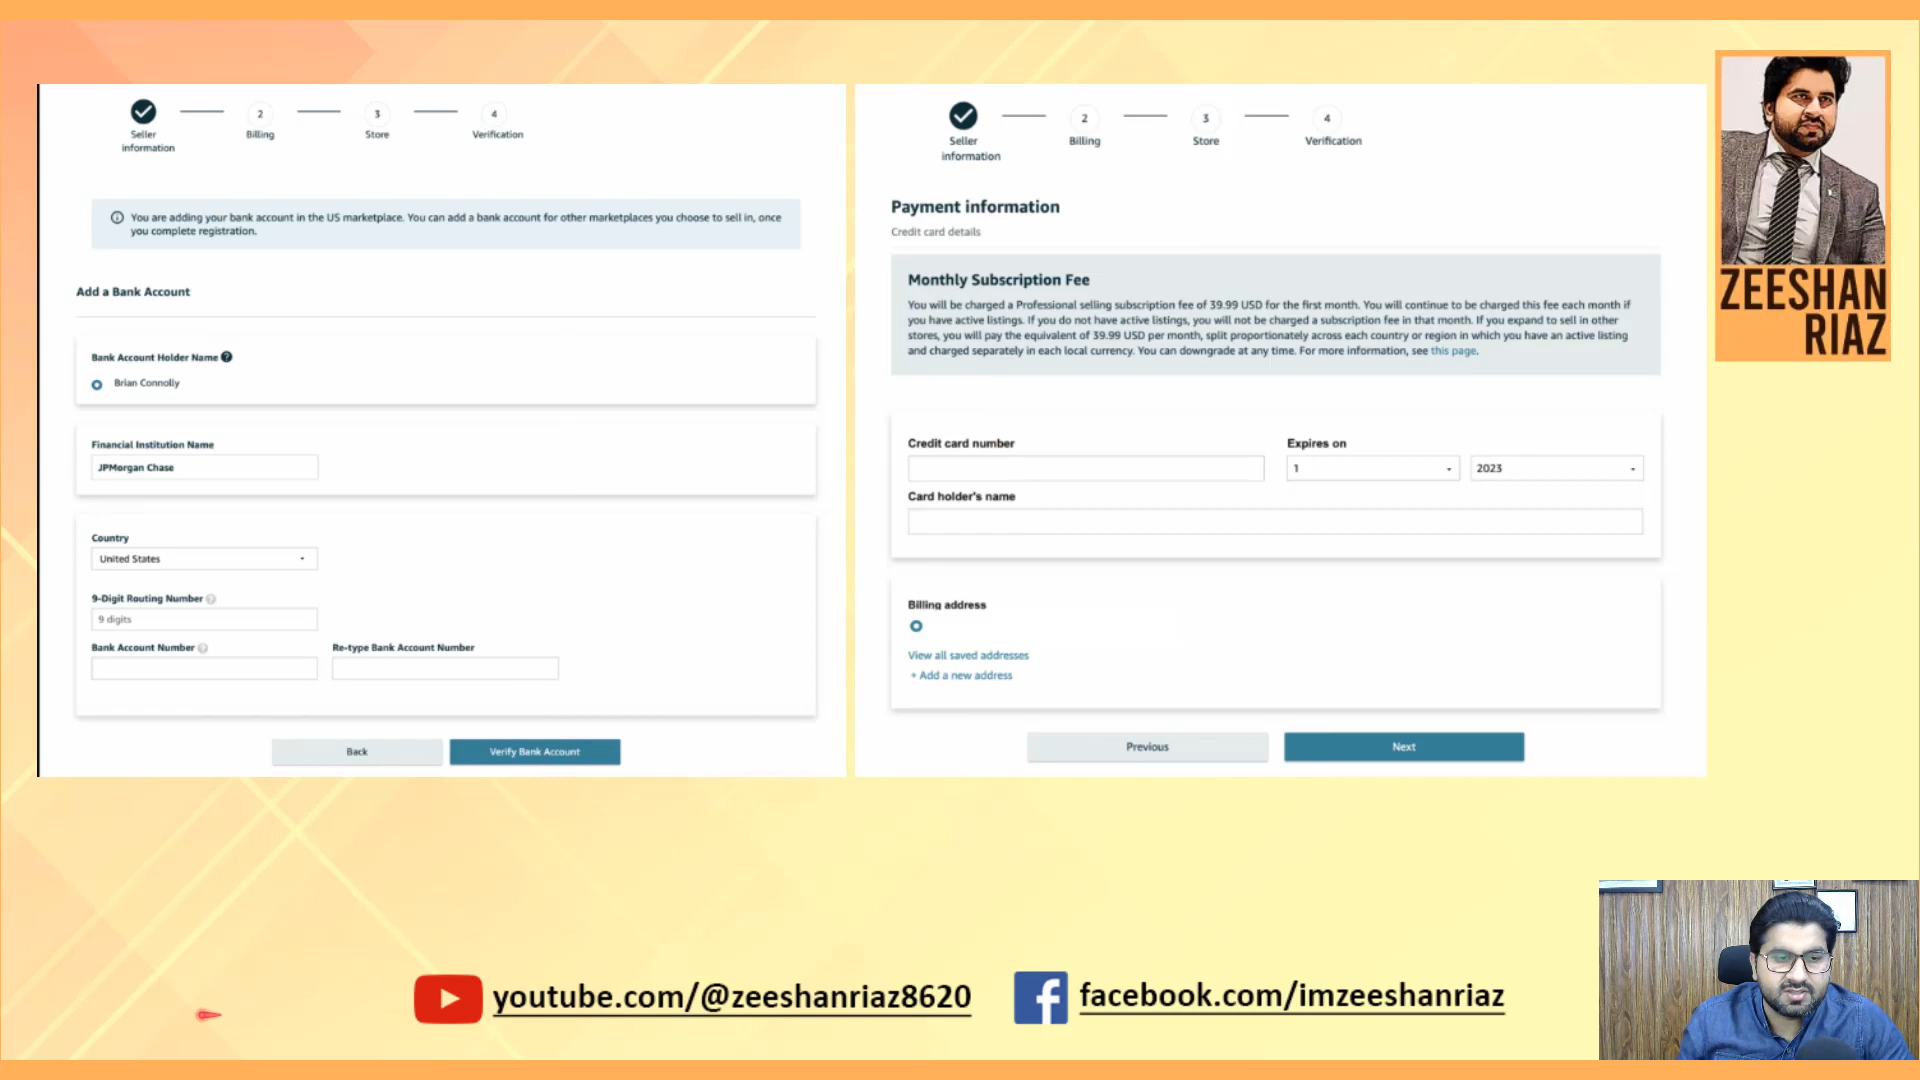 Seller
information
2
Billing
3
Store
4
Verification
You are adding your bank account in the US marketplace. You can add a bank account for other marketplaces you choose to sell in, once
you complete registration.
Add a Bank Account
Bank Account Holder Name ?
Brian Connolly
Financial Institution Name
JPMorgan Chase
Country
United States
9-Digit Routing Number ?
9 digits
Bank Account Number ?
Re-type Bank Account Number
Back
Verify Bank Account
Seller
information
2
Billing
3
Store
4
Verification
Payment information
Credit card details
Monthly Subscription Fee
You will be charged a Professional selling subscription fee of 39.99 USD for the first month. You will continue to be charged this fee each month if
you have active listings. If you do not have active listings, you will not be charged a subscription fee in that month. If you expand to sell in other
stores, you will pay the equivalent of 39.99 USD per month, split proportionately across each country or region in which you have an active listing
and charged separately in each local currency. You can downgrade at any time. For more information, see this page.
Credit card number
Expires on
1
2023
Card holder's name
Billing address
View all saved addresses
+ Add a new address
Previous
Next
ZEESHAN
RIAZ
youtube.com/@zeeshanriaz8620
facebook.com/imzeeshanriaz